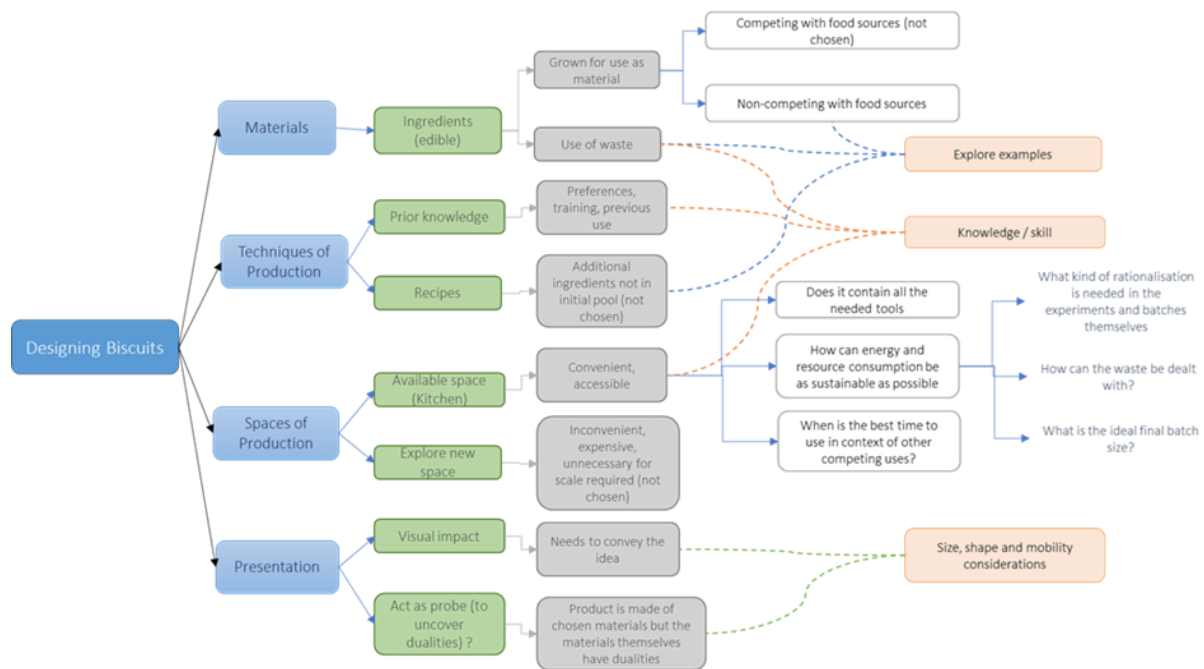 Designing Biscuits
Materials
Techniques of
Production
Spaces of
Production
Presentation
Ingredients
(edible)
Prior knowledge
Recipes
Available space
(Kitchen)
Explore new
space
Visual impact
Act as probe (to
uncover
dualities) ?
Grown for use as
material
Use of waste
Preferences,
training, previous
use
Additional
ingredients not in
initial pool (not
chosen)
Convenient,
accessible
Inconvenient,
expensive,
unnecessary for
scale required (not
chosen)
Needs to convey the
idea
Product is made of
chosen materials but the
materials themselves
have dualities
Competing with food sources (not
chosen)
Non-competing with food sources
Does it contain all the
needed tools
How can energy and
resource consumption be
as sustainable as possible
When is the best time to
use in context of other
competing uses?
Explore examples
Knowledge / skill
Size, shape and mobility
considerations
What kind of rationalisation
is needed in the
experiments and batches
themselves
How can the waste be dealt
with?
What is the ideal final batch
size?